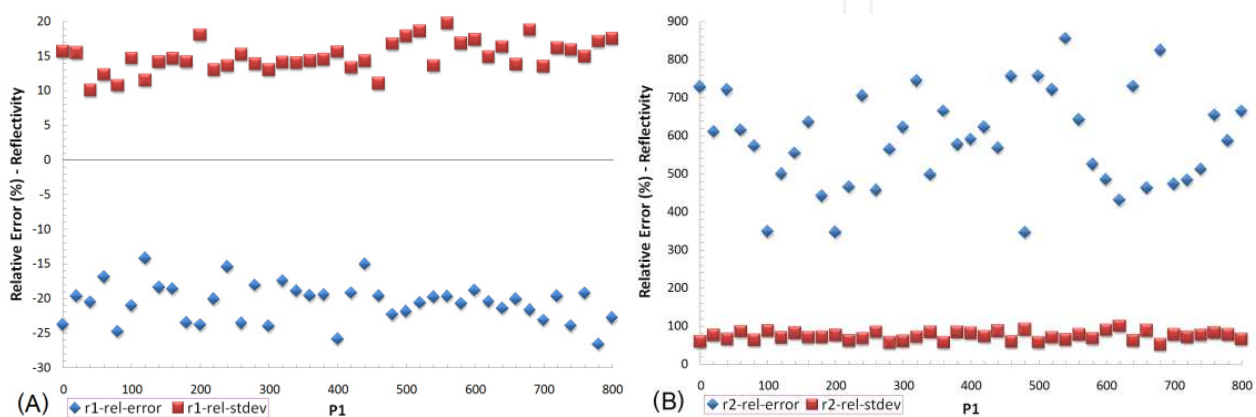 Relative Error (%) - Reflectivity
20
15
10
5
0
-5
-10
-15
-20
-25
-30
0 100 200 300 400 500 600 700 800
P1
(A)
r1-rel-error r1-rel-stdev
Relative Error (%) - Reflectivity
900
800
700
600
500
400
300
200
100
0
0 100 200 300 400 500 600 700 800
P1
(B)
r2-rel-error r2-rel-stdev